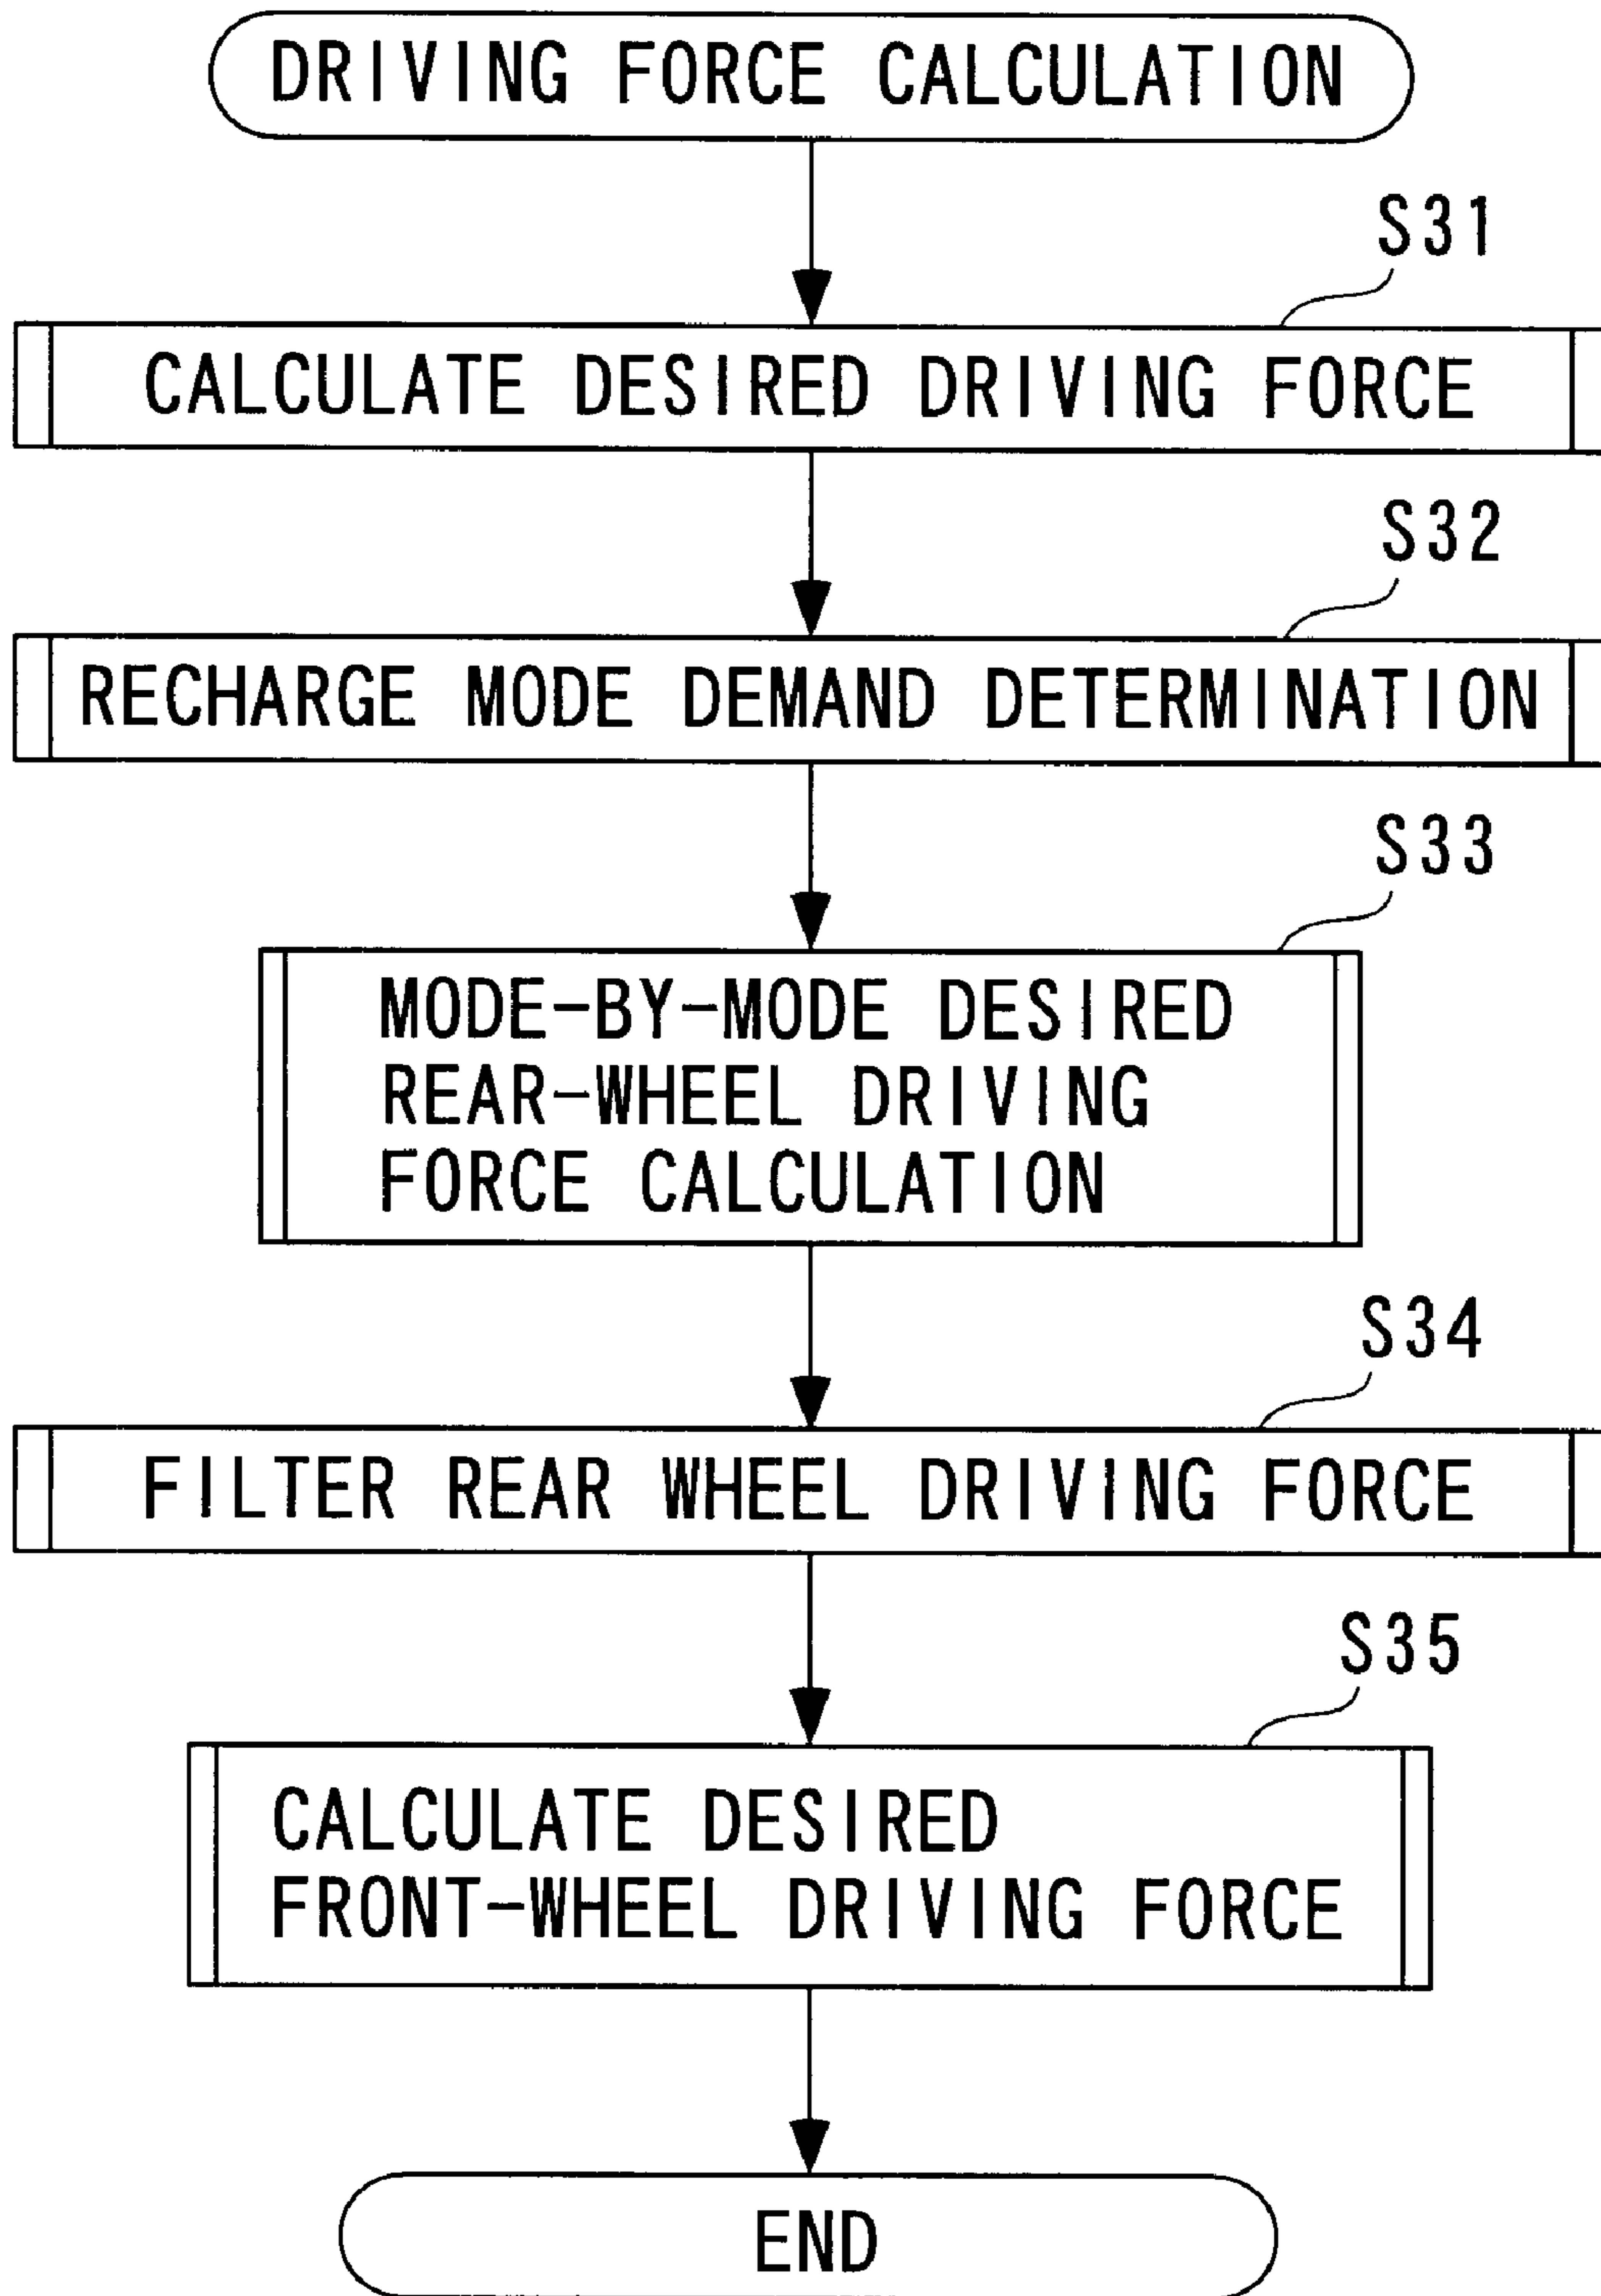 DRIVING FORCE CALCULATION
S31
CALCULATE DESIRED DRIVING FORCE
S32
RECHARGE MODE DEMAND DETERMINATION
S33
MODE-BY-MODE DESIRED
REAR-WHEEL DRIVING
FORCE CALCULATION
S34
FILTER REAR WHEEL DRIVING FORCE
S35
CALCULATE DESIRED
FRONT-WHEEL DRIVING FORCE
END